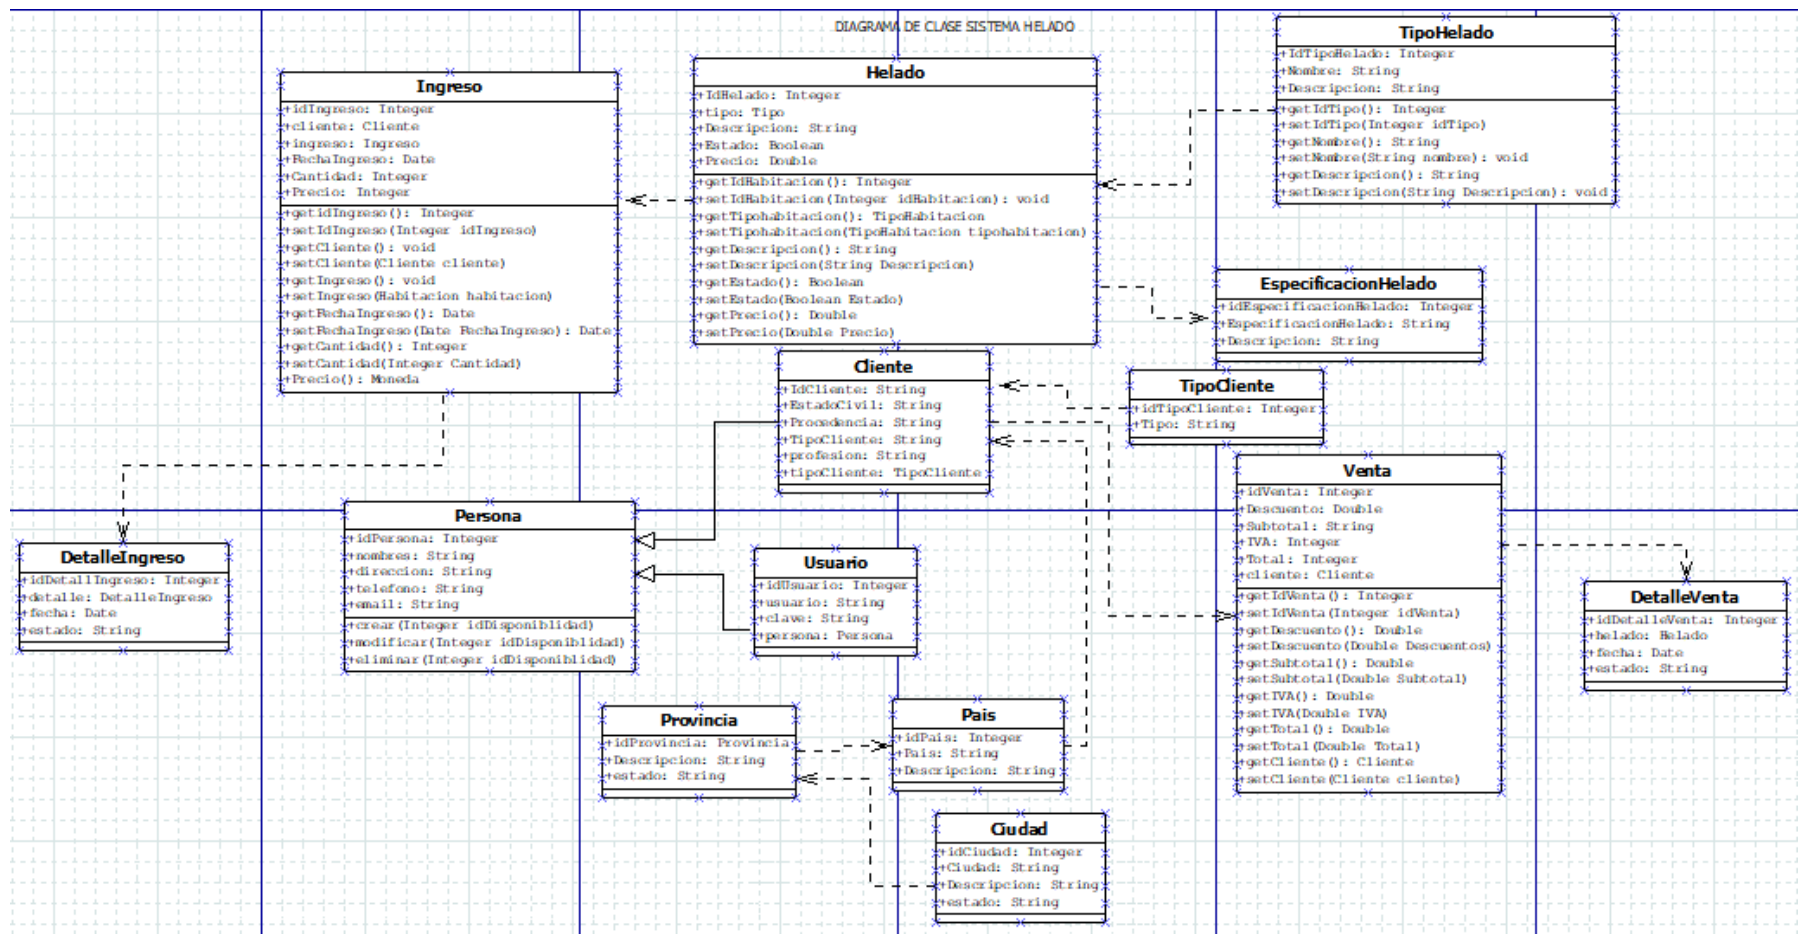 DIAGRAMA DE CLASE SISTEMA HELADO
Ingreso
+idIngreso: Integer
+cliente: Cliente
+ingreso: Ingreso
+FechaIngreso: Date
+Cantidad: Integer
+Precio: Integer
+getidIngreso(): Integer
+setIdIngreso(Integer idIngreso)
+getCliente(): void
+setCliente(Cliente cliente)
+getIngreso(): void
+setIngreso(Habitacion habitacion)
+getFechaIngreso(): Date
+setFechaIngreso(Date FechaIngreso): Date
+getCantidad(): Integer
+setCantidad(Integer Cantidad)
+Precio(): Moneda
Helado
+IdHelado: Integer
+tipo: Tipo
+Descripcion: String
+Estado: Boolean
+Precio: Double
+getIdHabitacion(): Integer
+setIdHabitacion(Integer idHabitacion): void
+getTipohabitacion(): TipoHabitacion
+setTipohabitacion(TipoHabitacion tipohabitacion)
+getDescripcion(): String
+setDescripcion(String Descripcion)
+getEstado(): Boolean
+setEstado(Boolean Estado)
+getPrecio(): Double
+setPrecio(Double Precio)
TipoHelado
+IdTipoHelado: Integer
+Nombre: String
+Descripcion: String
+getIdTipo(): Integer
+setIdTipo(Integer idTipo)
+getNombre(): String
+setNombre(String nombre): void
+getDescripcion(): String
+setDescripcion(String Descripcion): void
EspecificacionHelado
+idEspecificacionHelado: Integer
+EspecificacionHelado: String
+Descripcion: String
Cliente
+IdCliente: String
+EstadoCivil: String
+Procedencia: String
+TipoCliente: String
+profesion: String
+tipoCliente: TipoCliente
TipoCliente
+idTipoCliente: Integer
+Tipo: String
Venta
+idVenta: Integer
+Descuento: Double
+Subtotal: String
+IVA: Integer
+Total: Integer
+cliente: Cliente
+getIdVenta(): Integer
+setIdVenta(Integer idVenta)
+getDescuento(): Double
+setDescuento(Double Descuentos)
+getSubtotal(): Double
+setSubtotal(Double Subtotal)
+getIVA(): Double
+setIVA(Double IVA)
+getTotal(): Double
+setTotal(Double Total)
+getCliente(): Cliente
+setCliente(Cliente cliente)
DetalleIngreso
+idDetallIngreso: Integer
+detalle: DetalleIngreso
+fecha: Date
+estado: String
Persona
+idPersona: Integer
+nombres: String
+direccion: String
+telefono: String
+email: String
+crear(Integer idDisponiblidad)
+modificar(Integer idDisponiblidad)
+eliminar(Integer idDisponiblidad)
Usuario
+idUsuario: Integer
+usuario: String
+clave: String
+persona: Persona
DetalleVenta
+idDetalleVenta: Integer
+helado: Helado
+fecha: Date
+estado: String
Provincia
+idProvincia: Provincia
+Descripcion: String
+estado: String
Pais
+idPais: Integer
+Pais: String
+Descripcion: String
Ciudad
+idCiudad: Integer
+Ciudad: String
+Descripcion: String
+estado: String